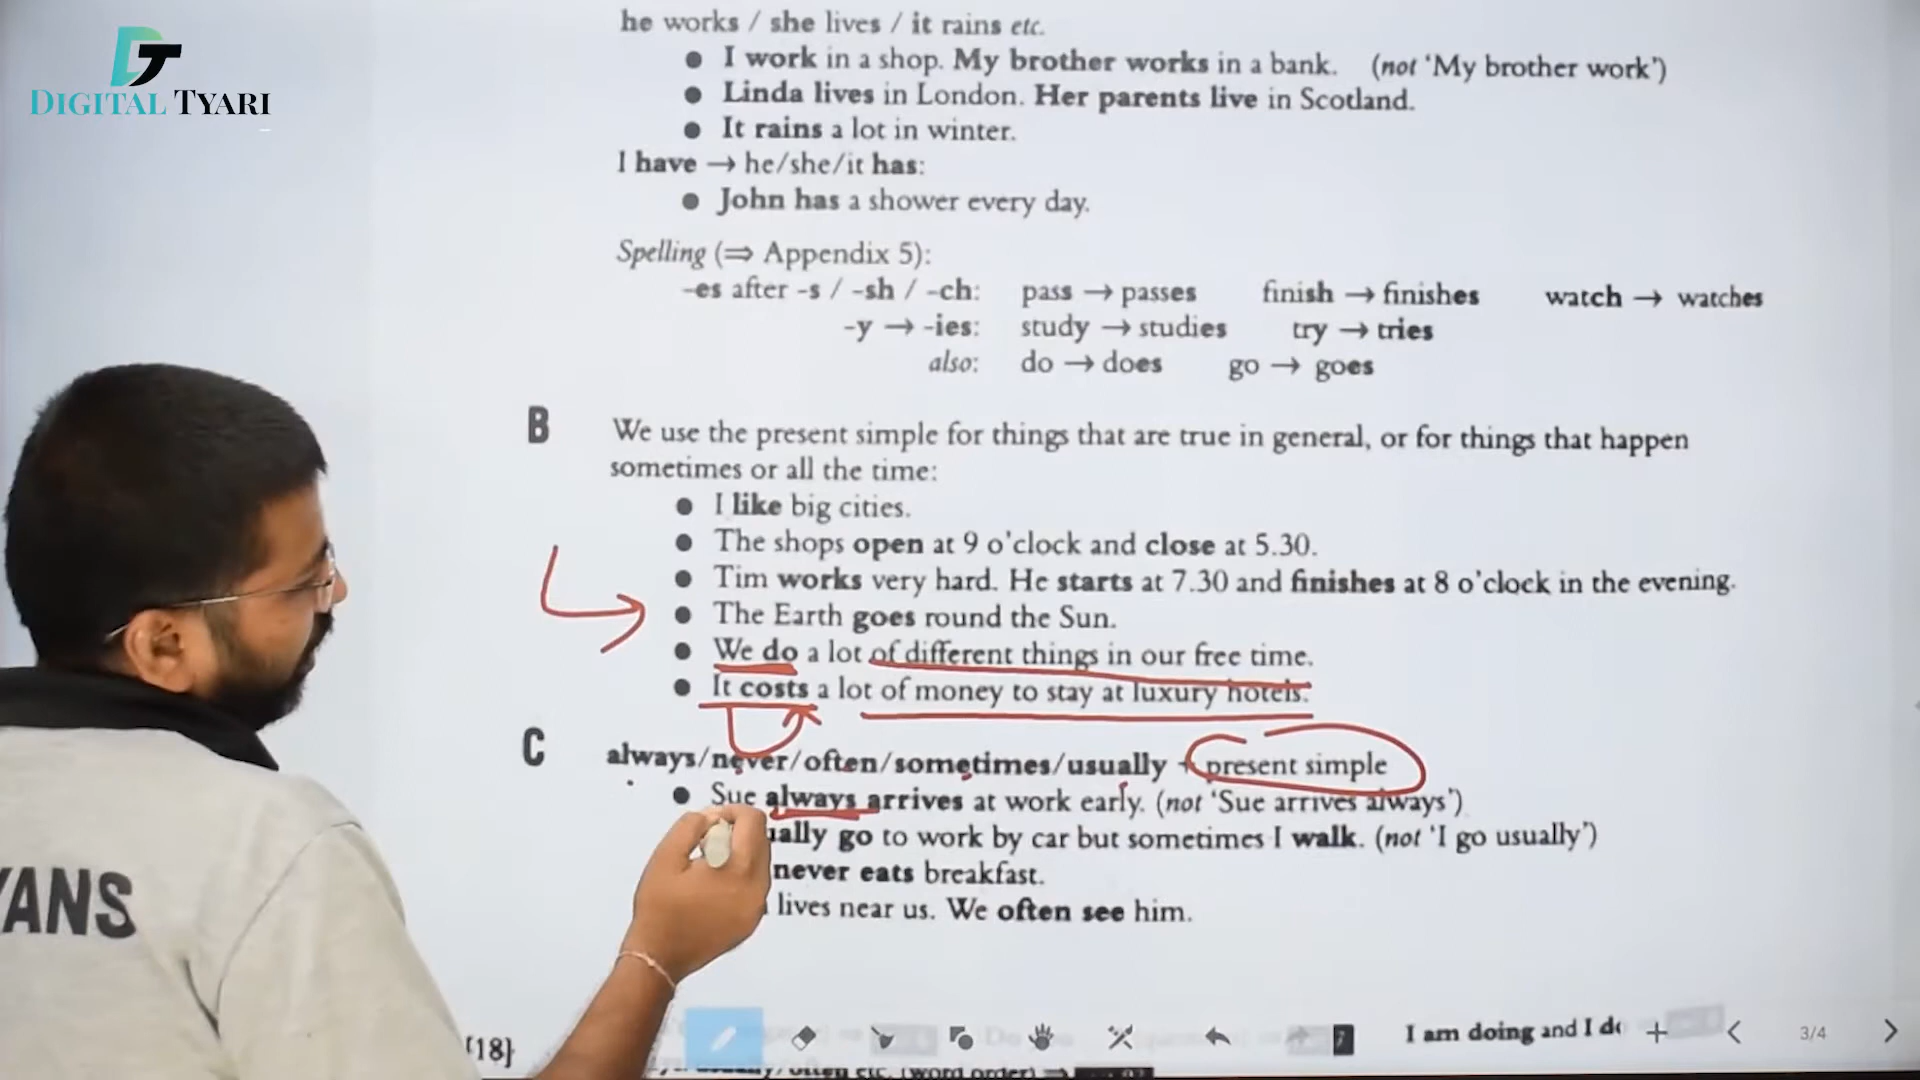 DIGITAL TYARI
he works / she lives / it rains etc.
● I work in a shop. My brother works in a bank. (not ‘My brother work’)
● Linda lives in London. Her parents live in Scotland.
● It rains a lot in winter.
I have → he/she/it has:
● John has a shower every day.
Spelling (⇒ Appendix 5):
-es after -s / -sh / -ch: pass → passes finish → finishes watch → watches
-y → -ies: study → studies try → tries
also: do → does go → goes
B We use the present simple for things that are true in general, or for things that happen
sometimes or all the time:
● I like big cities.
● The shops open at 9 o'clock and close at 5.30.
● Tim works very hard. He starts at 7.30 and finishes at 8 o'clock in the evening.
● The Earth goes round the Sun.
● We do a lot of different things in our free time.
● It costs a lot of money to stay at luxury hotels.
C always/never/often/sometimes/usually + present simple
● Sue always arrives at work early. (not ‘Sue arrives always’)
ually go to work by car but sometimes I walk. (not ‘I go usually’)
never eats breakfast.
lives near us. We often see him.
ANS
[18]
I am doing and I do
3/4